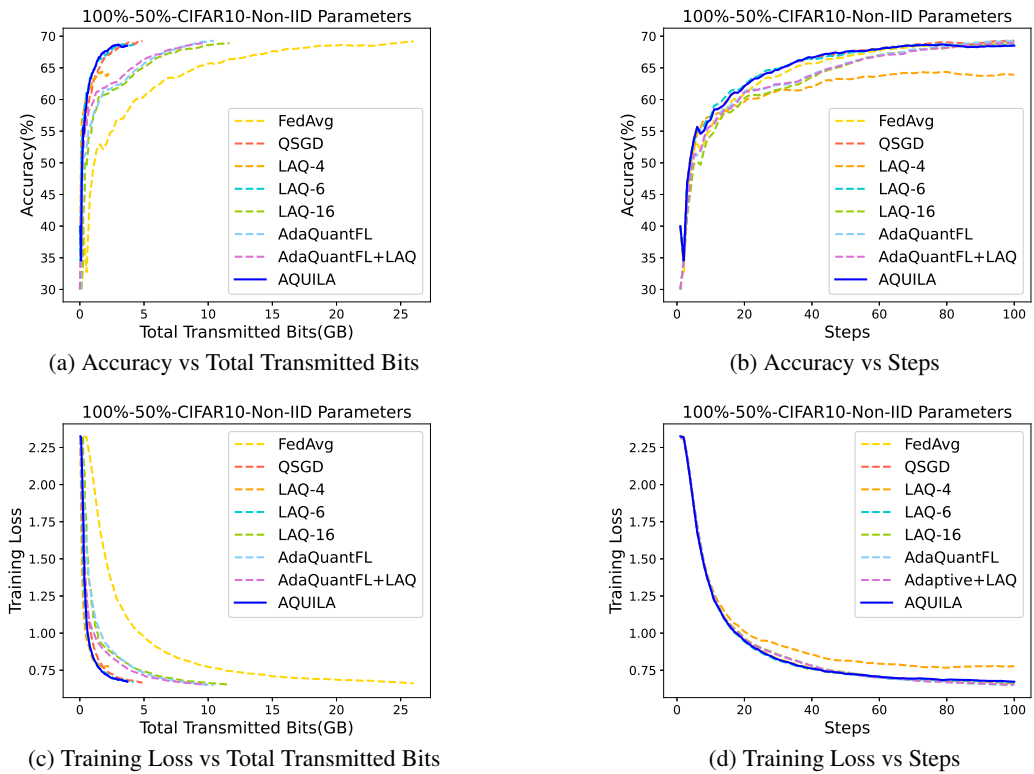 100%-50%-CIFAR10-Non-IID Parameters
Accuracy(%)
70
65
60
55
50
45
40
35
30
FedAvg
QSGD
LAQ-4
LAQ-6
LAQ-16
AdaQuantFL
AdaQuantFL+LAQ
AQUILA
0 5 10 15 20 25
Total Transmitted Bits(GB)
(a) Accuracy vs Total Transmitted Bits
100%-50%-CIFAR10-Non-IID Parameters
Accuracy(%)
70
65
60
55
50
45
40
35
30
FedAvg
QSGD
LAQ-4
LAQ-6
LAQ-16
AdaQuantFL
AdaQuantFL+LAQ
AQUILA
0 20 40 60 80 100
Steps
(b) Accuracy vs Steps
100%-50%-CIFAR10-Non-IID Parameters
Training Loss
2.25
2.00
1.75
1.50
1.25
1.00
0.75
FedAvg
QSGD
LAQ-4
LAQ-6
LAQ-16
AdaQuantFL
AdaQuantFL+LAQ
AQUILA
0 5 10 15 20 25
Total Transmitted Bits(GB)
(c) Training Loss vs Total Transmitted Bits
100%-50%-CIFAR10-Non-IID Parameters
Training Loss
2.25
2.00
1.75
1.50
1.25
1.00
0.75
FedAvg
QSGD
LAQ-4
LAQ-6
LAQ-16
AdaQuantFL
Adaptive+LAQ
AQUILA
0 20 40 60 80 100
Steps
(d) Training Loss vs Steps